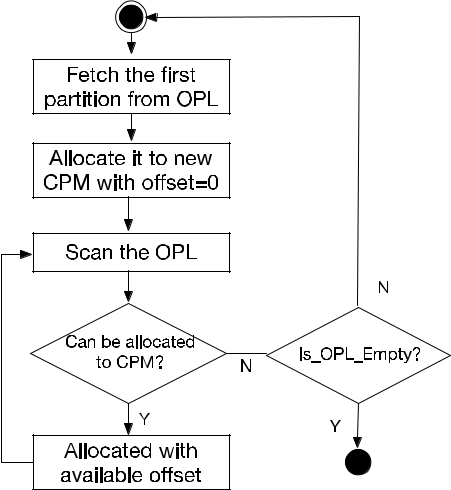 Fetch the first
partition from OPL
Allocate it to new
CPM with offset=0
Scan the OPL
N
Can be allocated
to CPM?
N
Is_OPL_Empty?
Y
Y
Allocated with
available offset